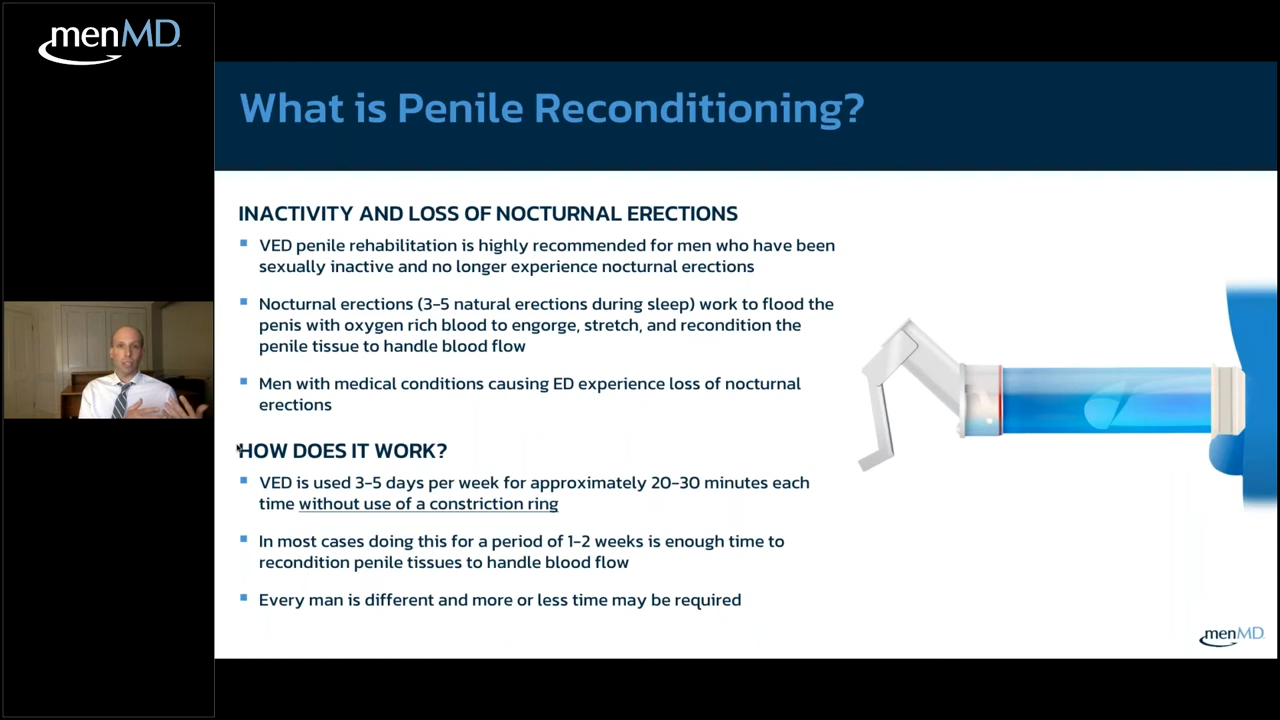 menMD
What is Penile Reconditioning?
INACTIVITY AND LOSS OF NOCTURNAL ERECTIONS
VED penile rehabilitation is highly recommended for men who have been
sexually inactive and no longer experience nocturnal erections
Nocturnal erections (3-5 natural erections during sleep) work to flood the
penis with oxygen rich blood to engorge, stretch, and recondition the
penile tissue to handle blood flow
Men with medical conditions causing ED experience loss of nocturnal
erections
HOW DOES IT WORK?
VED is used 3-5 days per week for approximately 20-30 minutes each
time without use of a constriction ring
In most cases doing this for a period of 1-2 weeks is enough time to
recondition penile tissues to handle blood flow
Every man is different and more or less time may be required
menMD